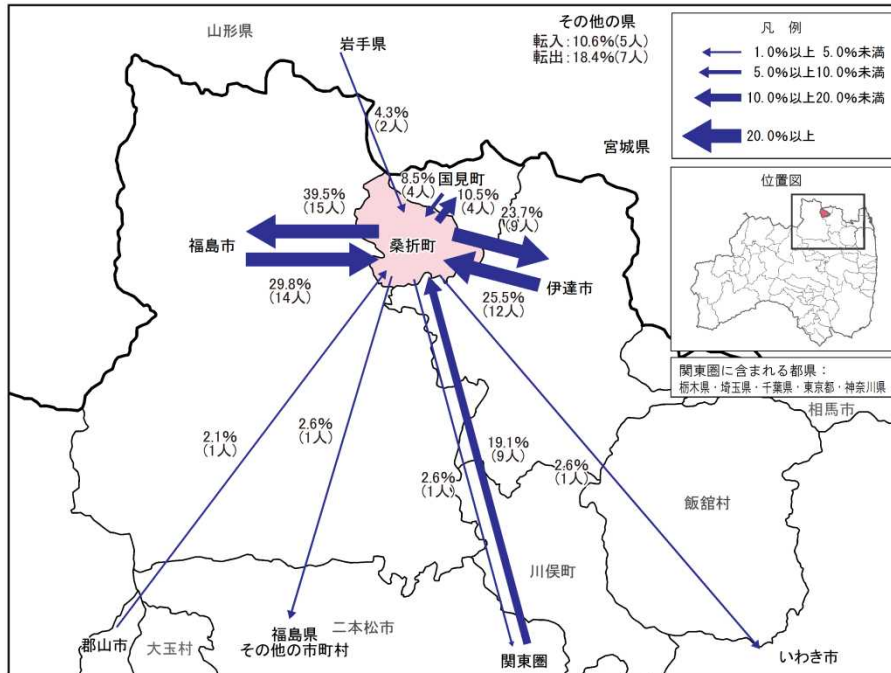 山形県
岩手県
その他の県
転入：10.6%(5人)
転出：18.4%(7人)
凡 例
1.0%以上 5.0%未満
5.0%以上10.0%未満
10.0%以上20.0%未満
20.0%以上
4.3%
(2人)
宮城県
位置図
8.5%
(4人)
国見町
10.5%
(4人)
39.5%
(15人)
23.7%
(9人)
福島市
桑折町
伊達市
29.8%
(14人)
25.5%
(12人)
関東圏に含まれる都県：
栃木県・埼玉県・千葉県・東京都・神奈川県
相馬市
2.1%
(1人)
2.6%
(1人)
19.1%
(9人)
2.6%
(1人)
2.6%
(1人)
飯舘村
川俣町
郡山市
大玉村
福島県
その他の市町村
二本松市
関東圏
いわき市